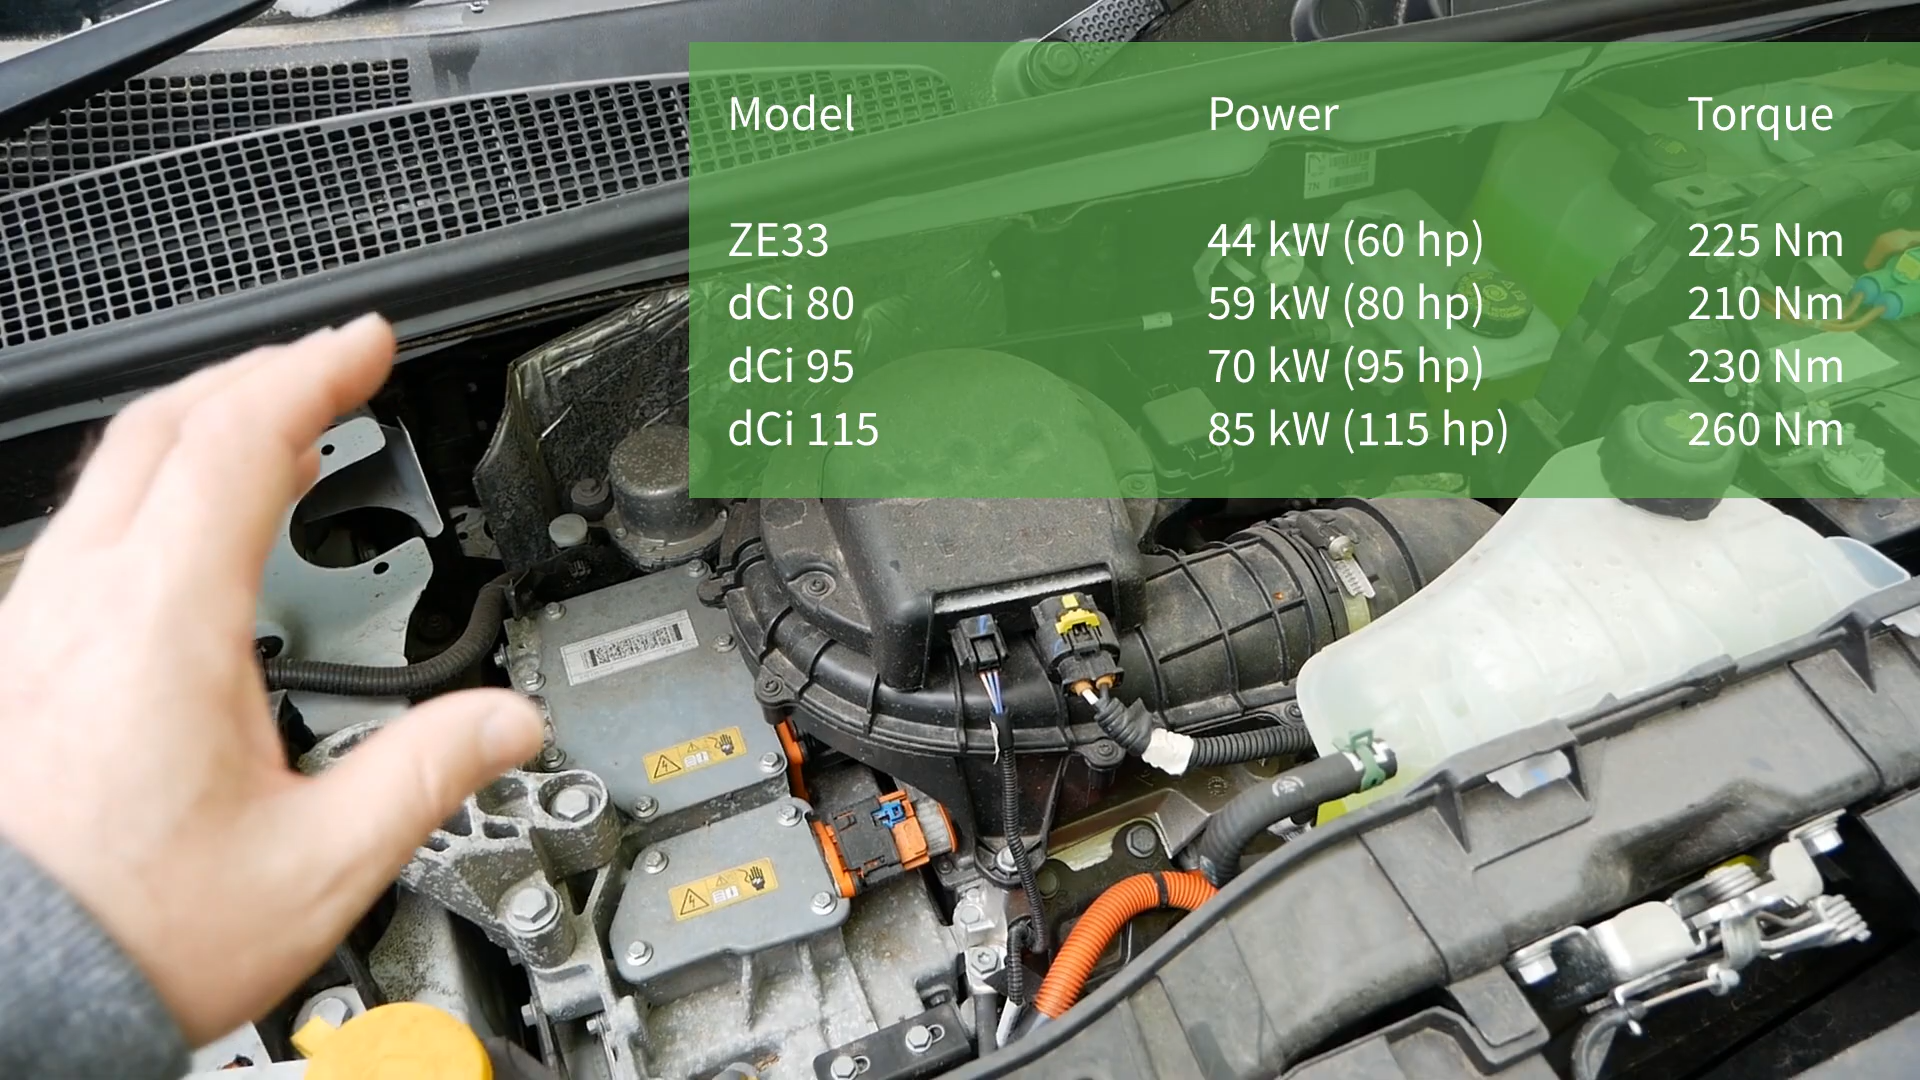 Model Power Torque
ZE33 44 kW (60 hp) 225 Nm
dCi 80 59 kW (80 hp) 210 Nm
dCi 95 70 kW (95 hp) 230 Nm
dCi 115 85 kW (115 hp) 260 Nm
7N